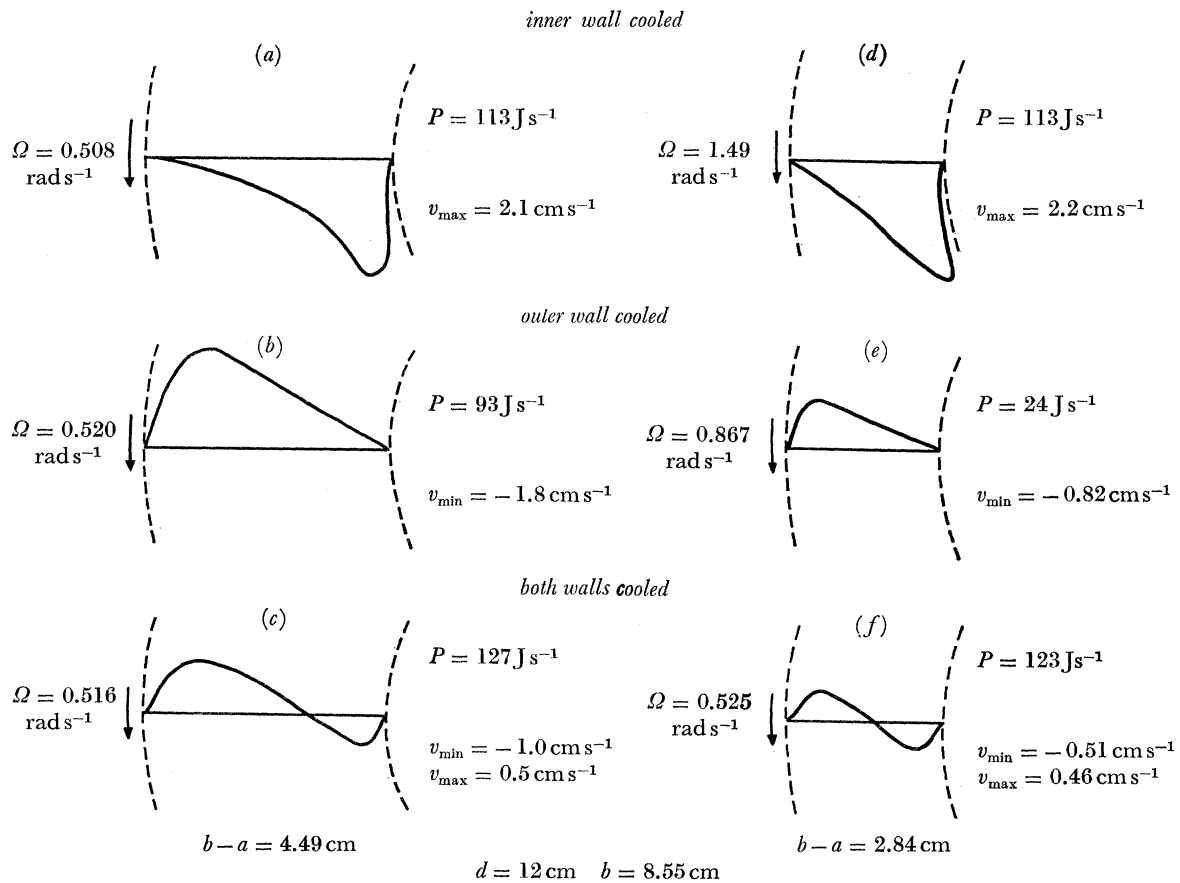 inner wall cooled
(a)
Ω = 0.508
rad s⁻¹
P = 113 J s⁻¹
v_max = 2.1 cm s⁻¹
(d)
Ω = 1.49
rad s⁻¹
P = 113 J s⁻¹
v_max = 2.2 cm s⁻¹
outer wall cooled
(b)
Ω = 0.520
rad s⁻¹
P = 93 J s⁻¹
v_min = −1.8 cm s⁻¹
(e)
Ω = 0.867
rad s⁻¹
P = 24 J s⁻¹
v_min = −0.82 cm s⁻¹
both walls cooled
(c)
Ω = 0.516
rad s⁻¹
P = 127 J s⁻¹
v_min = −1.0 cm s⁻¹
v_max = 0.5 cm s⁻¹
(f)
Ω = 0.525
rad s⁻¹
P = 123 Js⁻¹
v_min = −0.51 cm s⁻¹
v_max = 0.46 cm s⁻¹
b−a = 4.49 cm
b−a = 2.84 cm
d = 12 cm b = 8.55 cm